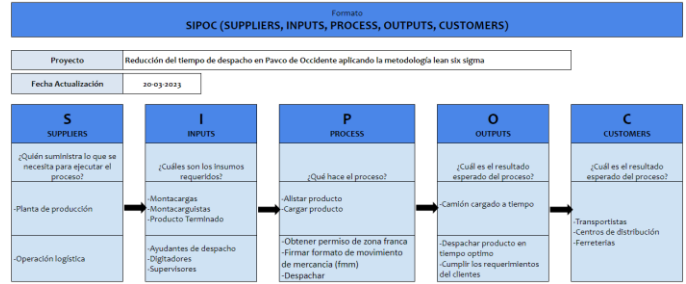 Formato
SIPOC (SUPPLIERS, INPUTS, PROCESS, OUTPUTS, CUSTOMERS)
Proyecto
Reducción del tiempo de despacho en Pavco de Occidente aplicando la metodología lean six sigma
Fecha Actualización
20-03-2023
S
SUPPLIERS
I
INPUTS
P
PROCESS
O
OUTPUTS
C
CUSTOMERS
¿Quién suministra lo que se
necesita para ejecutar el
proceso?
¿Cuáles son los Insumos
requeridos?
¿Qué hace el proceso?
¿Cuál es el resultado
esperado del proceso?
¿Cuál es el resultado
esperado del proceso?
-Planta de producción
-Montacargas
-Montacarguistas
-Producto Terminado
-Alistar producto
-Cargar producto
-Camión cargado a tiempo
-Transportistas
-Centros de distribución
-Ferreterias
-Operación logística
-Ayudantes de despacho
-Digitadores
-Supervisores
-Obtener permiso de zona franca
-Firmar formato de movimiento
de mercancia (fmm)
-Despachar
-Despachar producto en
tiempo optimo
-Cumplir los requerimientos
del clientes